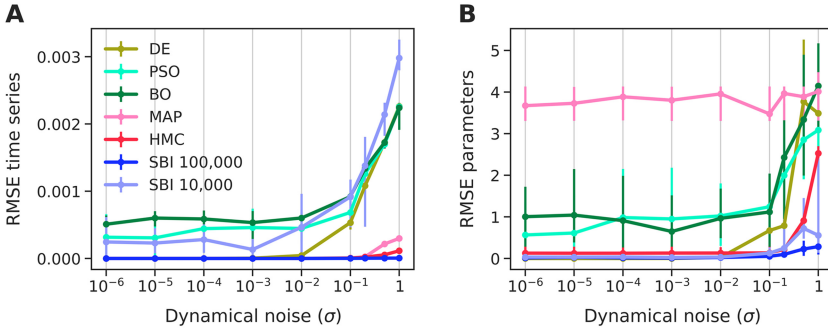 A
RMSE time series
0.003
0.002
0.001
0.000
DE
PSO
BO
MAP
HMC
SBI 100,000
SBI 10,000
10⁻⁶ 10⁻⁵ 10⁻⁴ 10⁻³ 10⁻² 10⁻¹ 1
Dynamical noise (σ)
B
RMSE parameters
5
4
3
2
1
0
10⁻⁶ 10⁻⁵ 10⁻⁴ 10⁻³ 10⁻² 10⁻¹ 1
Dynamical noise (σ)